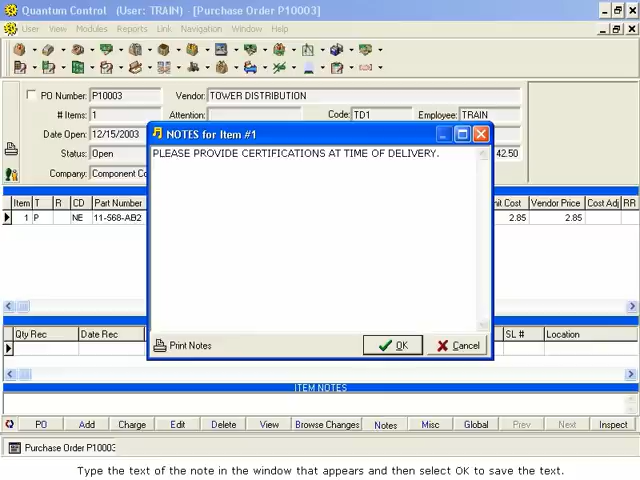 Quantum Control (User: TRAIN) - [Purchase Order P10003]
User View Modules Reports Link Navigation Window Help
PO Number: P10003 Vendor: TOWER DISTRIBUTION
# Items: 1 Attention: Code: TD1 Employee: TRAIN
Date Open: 12/15/2003
Status: Open 42.50
Company: Component Co
NOTES for Item #1
PLEASE PROVIDE CERTIFICATIONS AT TIME OF DELIVERY.
Item T R CD Part Number nit Cost Vendor Price Cost Adj RR
1 P NE 11-568-AB2 2.85 2.85
Qty Rec Date Rec SL # Location
Print Notes OK Cancel
ITEM NOTES
PO Add Charge Edit Delete View Browse Changes Notes Misc Global Prev Next Inspect
Purchase Order P10003
Type the text of the note in the window that appears and then select OK to save the text.